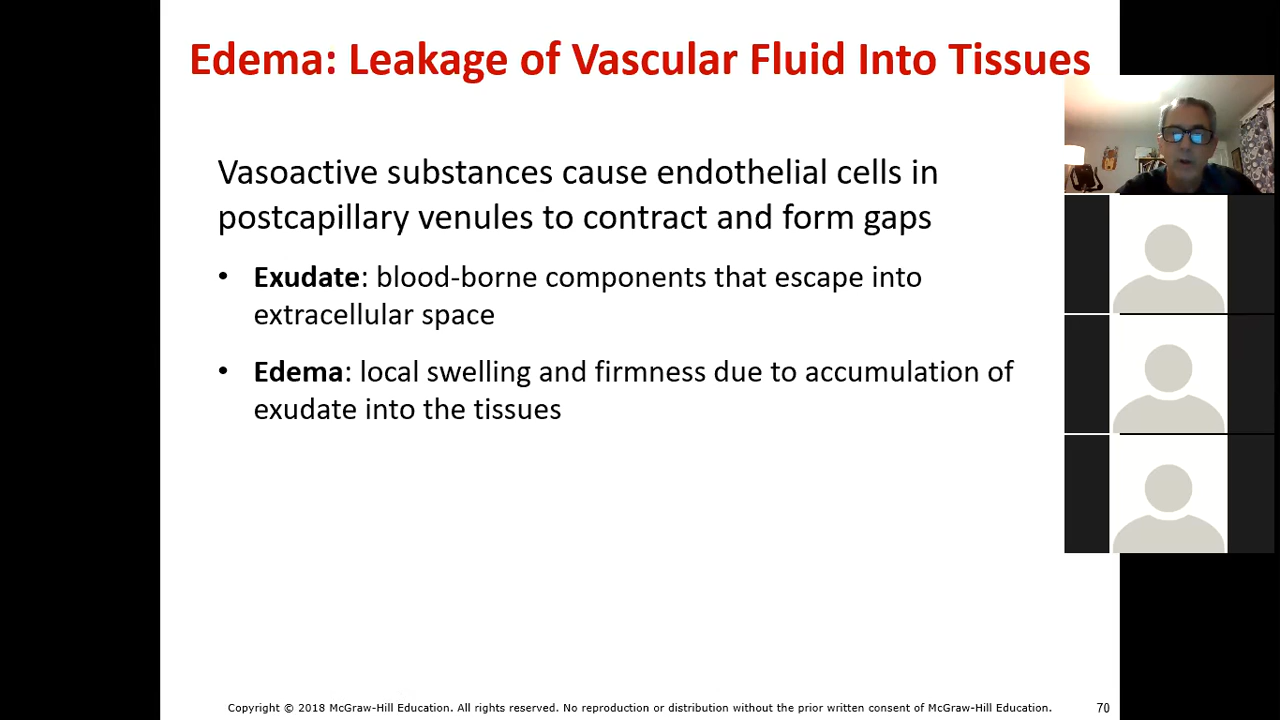 Edema: Leakage of Vascular Fluid Into Tissues
Vasoactive substances cause endothelial cells in
postcapillary venules to contract and form gaps
• Exudate: blood-borne components that escape into
extracellular space
• Edema: local swelling and firmness due to accumulation of
exudate into the tissues
Copyright © 2018 McGraw-Hill Education. All rights reserved. No reproduction or distribution without the prior written consent of McGraw-Hill Education.
70